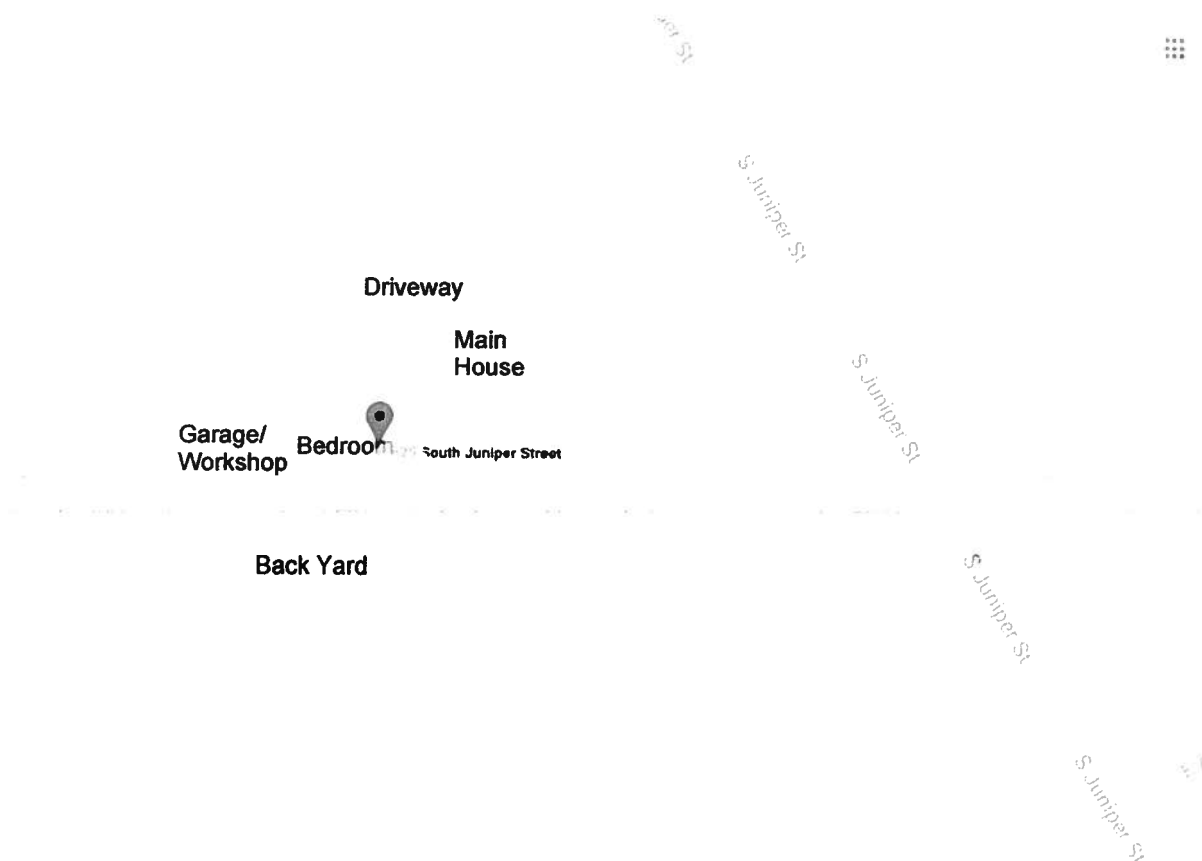 S Juniper St
Driveway
Main
House
S Juniper St
Garage/
Workshop
Bedroom
South Juniper Street
Back Yard
S Juniper St
S Juniper St